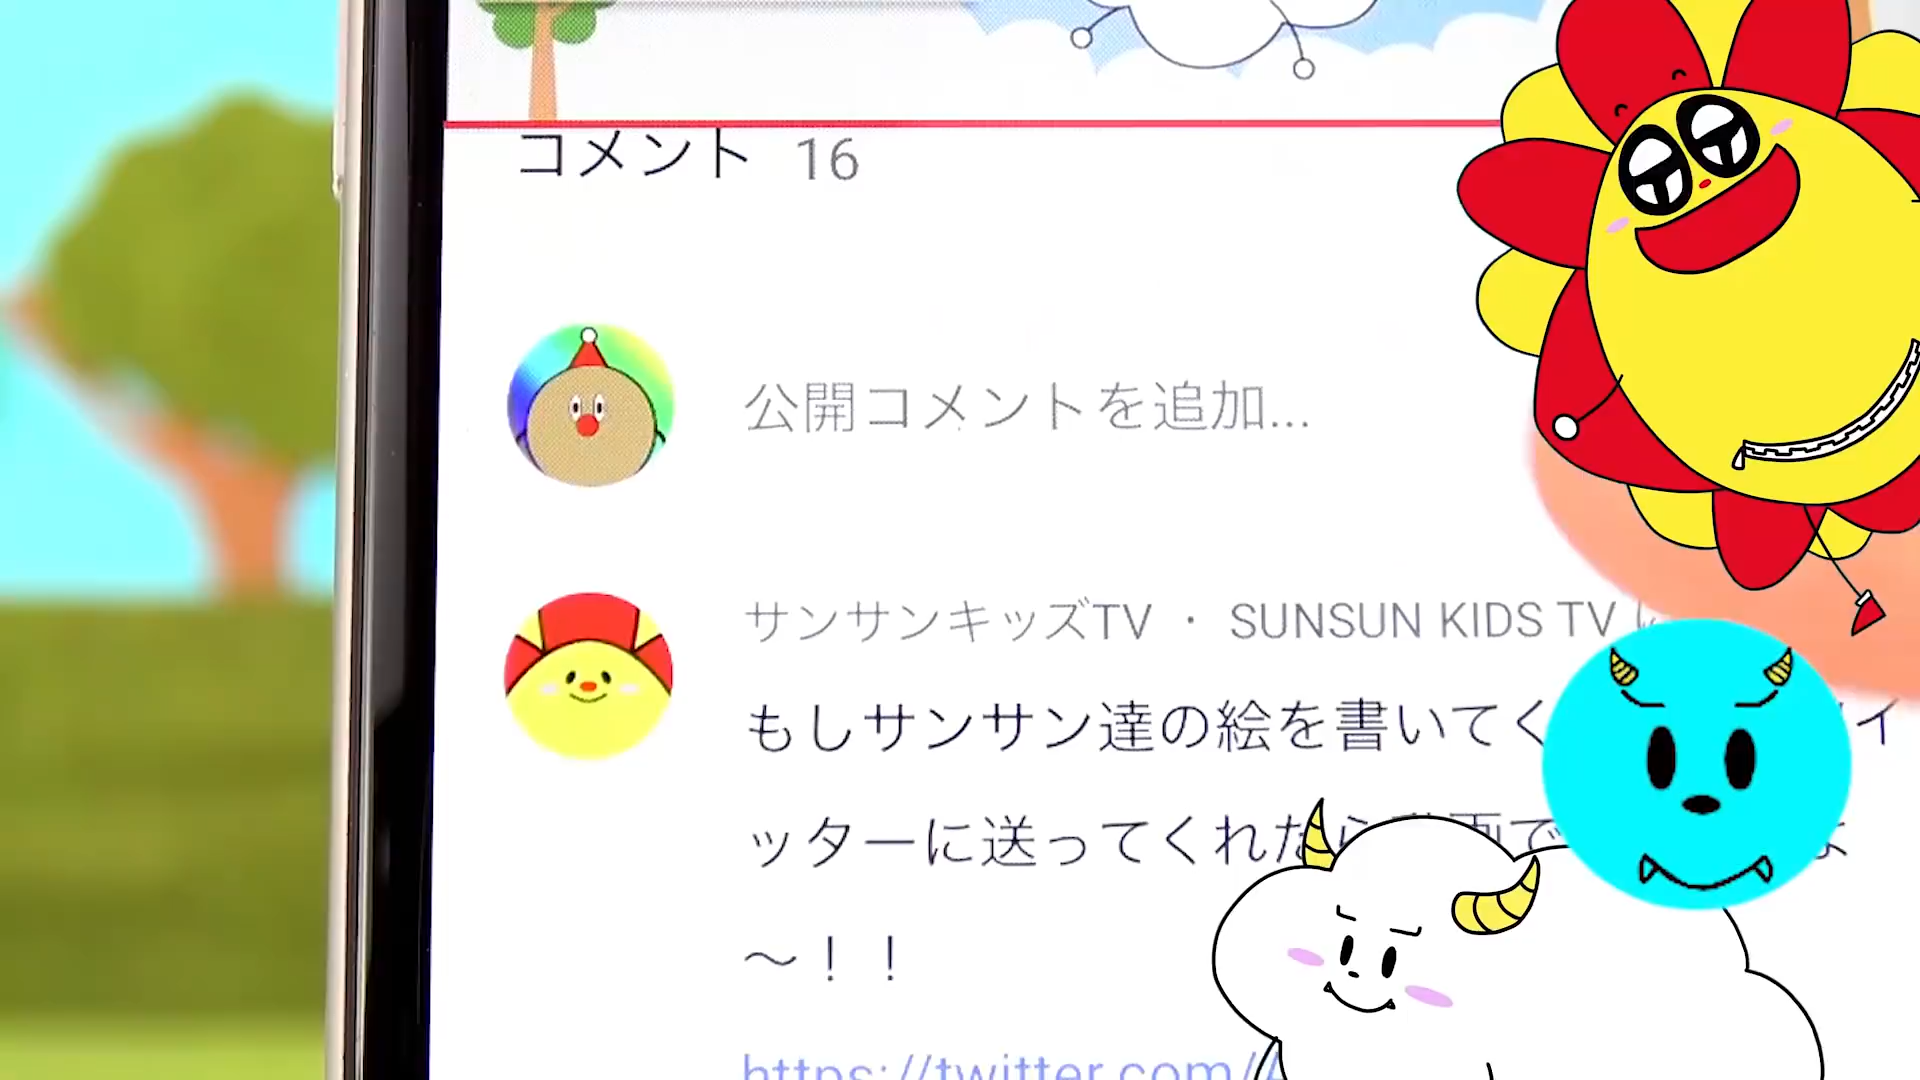 コメント 16
公開コメントを追加...
サンサンキッズTV · SUNSUN KIDS TV
もしサンサン達の絵を書いてく
ッターに送ってくれた
～！！
https://twitter.com/